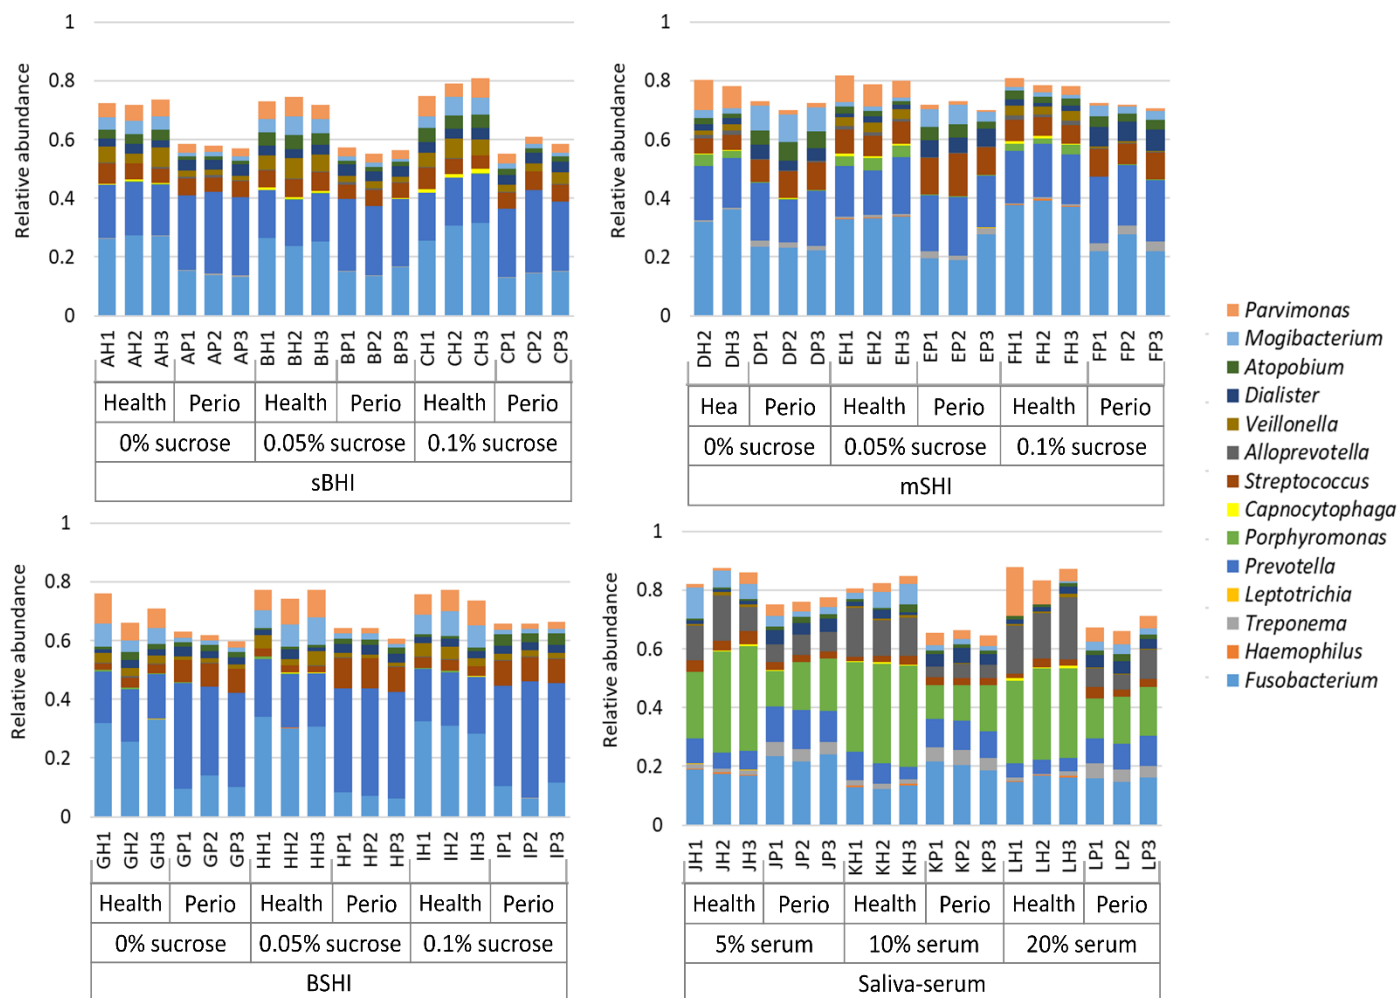 1
0.8
0.6
0.4
0.2
0
Relative abundance
AH1 AH2 AH3 AP1 AP2 AP3 BH1 BH2 BH3 BP1 BP2 BP3 CH1 CH2 CH3 CP1 CP2 CP3
Health Perio Health Perio Health Perio
0% sucrose 0.05% sucrose 0.1% sucrose
sBHI
1
0.8
0.6
0.4
0.2
0
Relative abundance
DH2 DH3 DP1 DP2 DP3 EH1 EH2 EH3 EP1 EP2 EP3 FH1 FH2 FH3 FP1 FP2 FP3
Hea Perio Health Perio Health Perio
0% sucrose 0.05% sucrose 0.1% sucrose
mSHI
1
0.8
0.6
0.4
0.2
0
Relative abundance
GH1 GH2 GH3 GP1 GP2 GP3 HH1 HH2 HH3 HP1 HP2 HP3 IH1 IH2 IH3 IP1 IP2 IP3
Health Perio Health Perio Health Perio
0% sucrose 0.05% sucrose 0.1% sucrose
BSHI
1
0.8
0.6
0.4
0.2
0
Relative abundance
JH1 JH2 JH3 JP1 JP2 JP3 KH1 KH2 KH3 KP1 KP2 KP3 LH1 LH2 LH3 LP1 LP2 LP3
Health Perio Health Perio Health Perio
5% serum 10% serum 20% serum
Saliva-serum
Parvimonas
Mogibacterium
Atopobium
Dialister
Veillonella
Alloprevotella
Streptococcus
Capnocytophaga
Porphyromonas
Prevotella
Leptotrichia
Treponema
Haemophilus
Fusobacterium